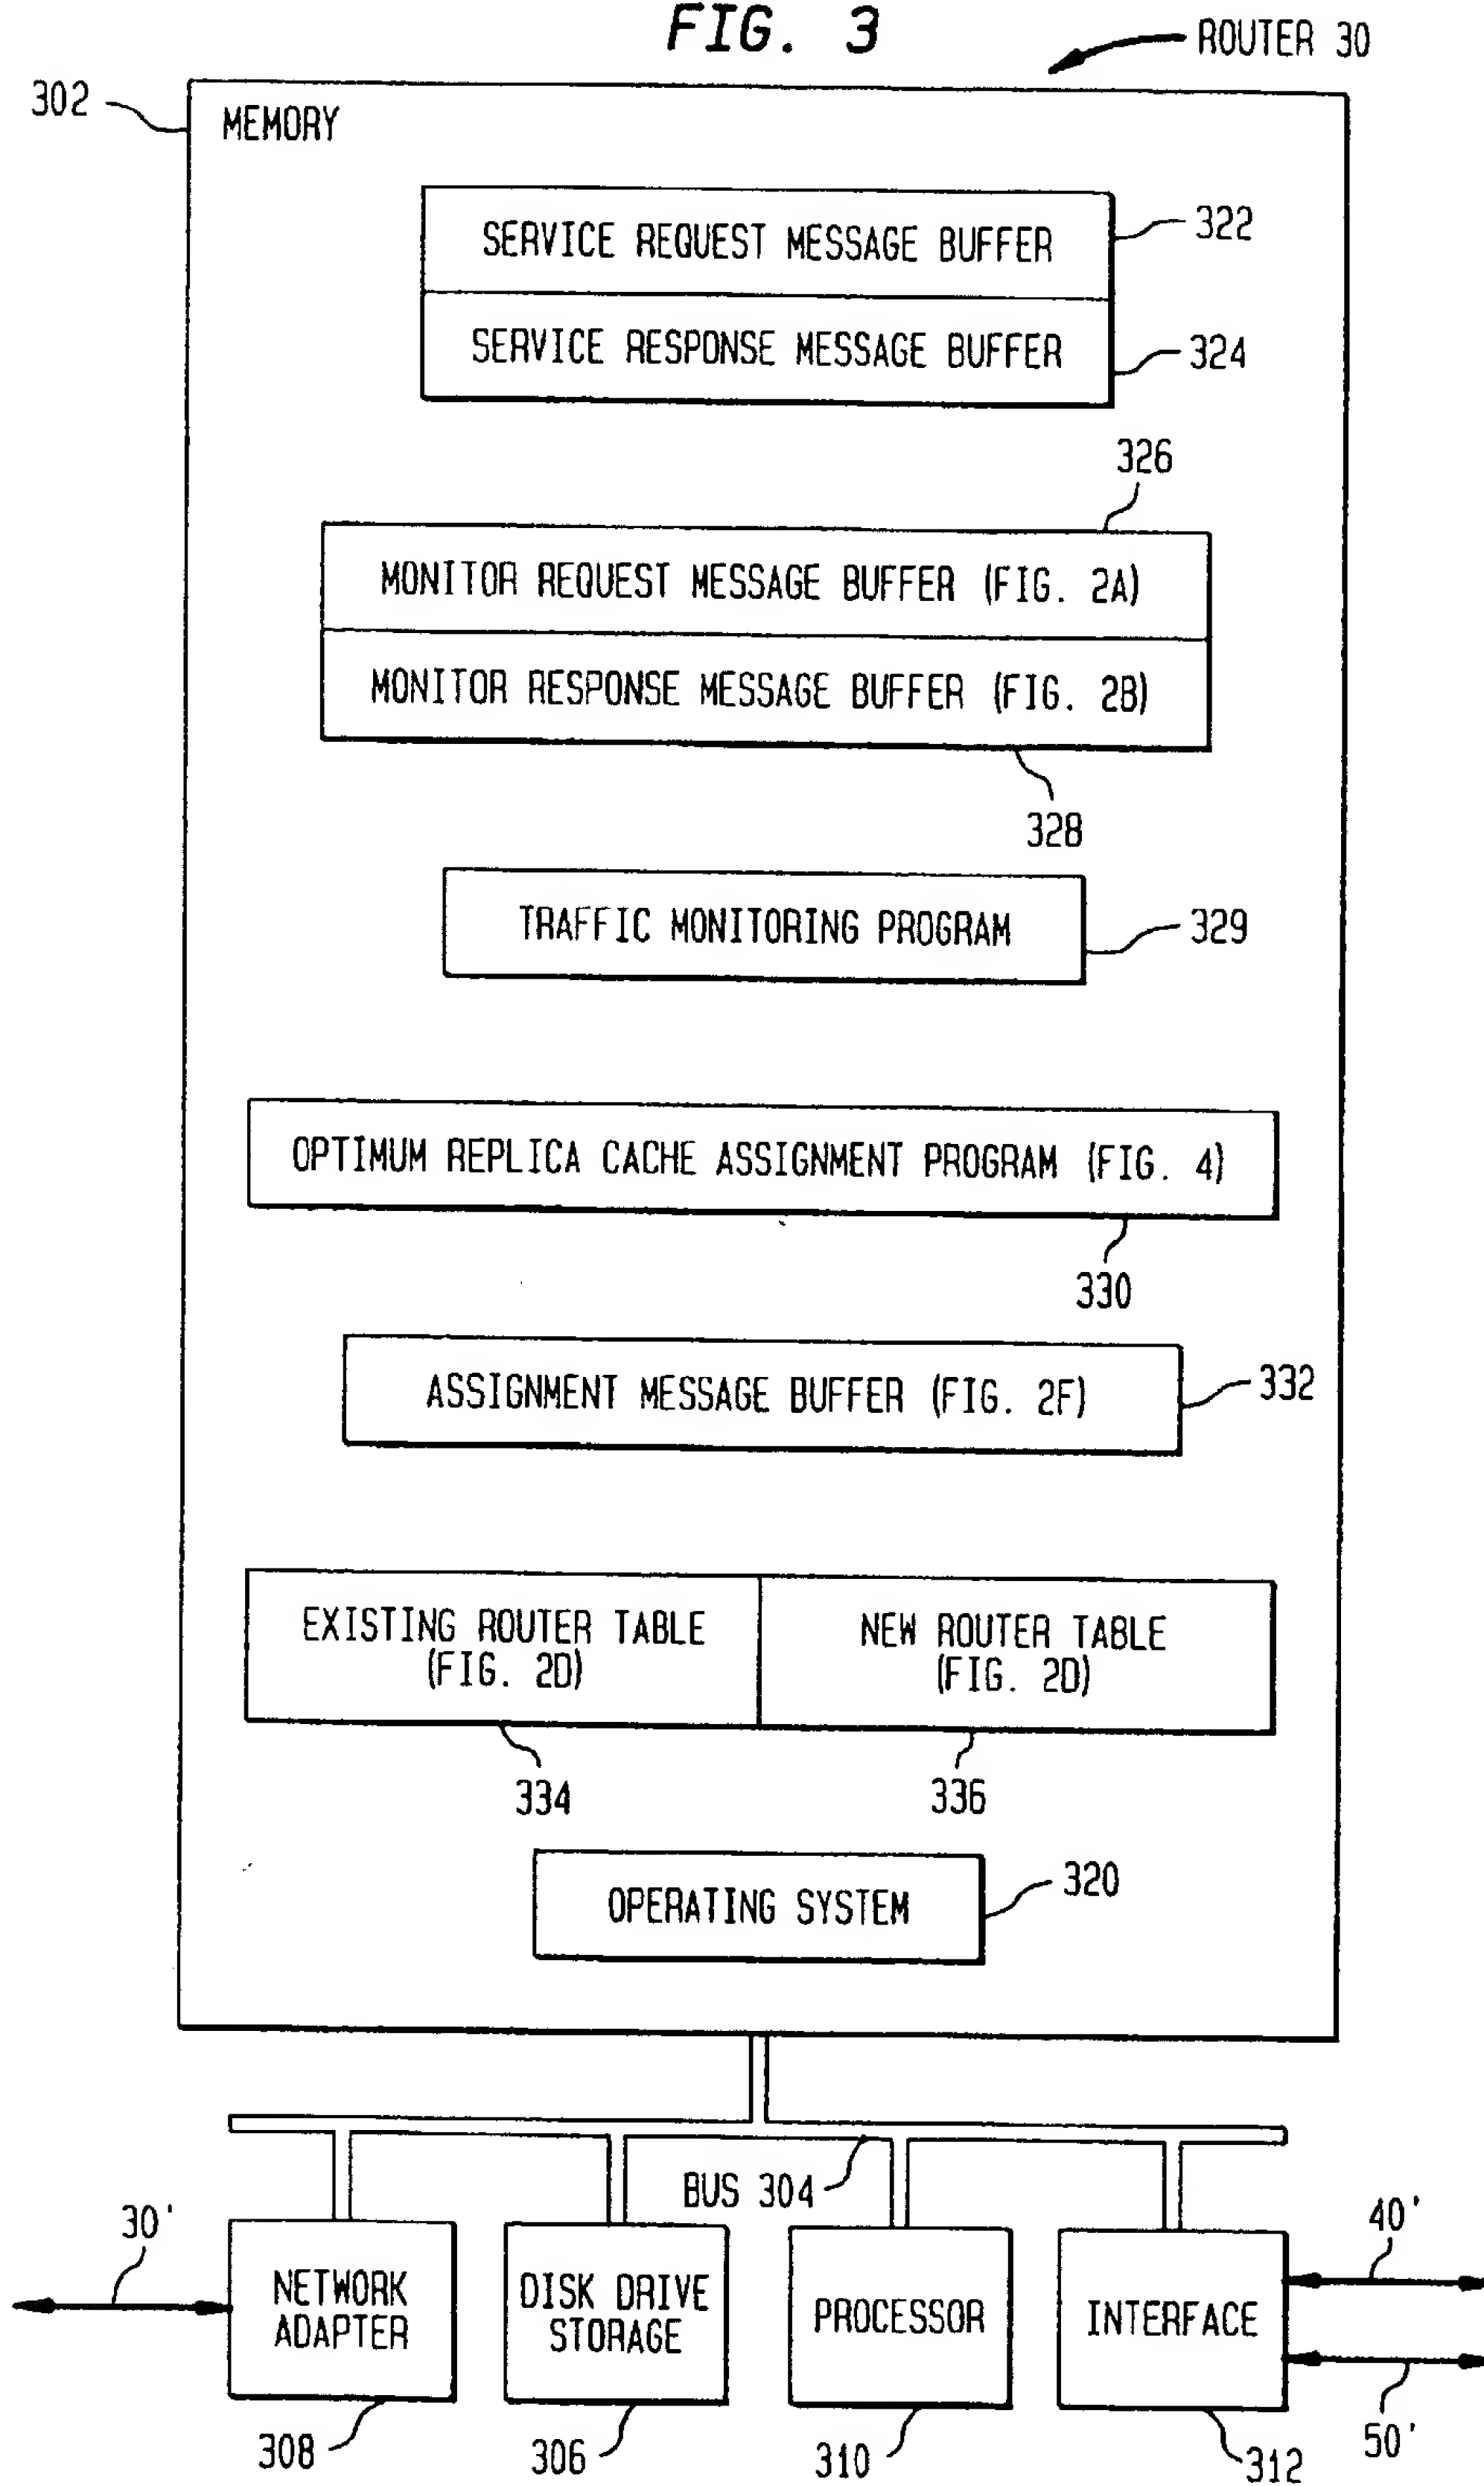 FIG. 3
ROUTER 30
302
MEMORY
SERVICE REQUEST MESSAGE BUFFER
322
SERVICE RESPONSE MESSAGE BUFFER
324
326
MONITOR REQUEST MESSAGE BUFFER (FIG. 2A)
MONITOR RESPONSE MESSAGE BUFFER (FIG. 2B)
328
TRAFFIC MONITORING PROGRAM
329
OPTIMUM REPLICA CACHE ASSIGNMENT PROGRAM (FIG. 4)
330
ASSIGNMENT MESSAGE BUFFER (FIG. 2F)
332
EXISTING ROUTER TABLE
(FIG. 2D)
NEW ROUTER TABLE
(FIG. 2D)
334
336
OPERATING SYSTEM
320
BUS 304
30'
NETWORK
ADAPTER
308
DISK DRIVE
STORAGE
306
PROCESSOR
310
INTERFACE
312
40'
50'